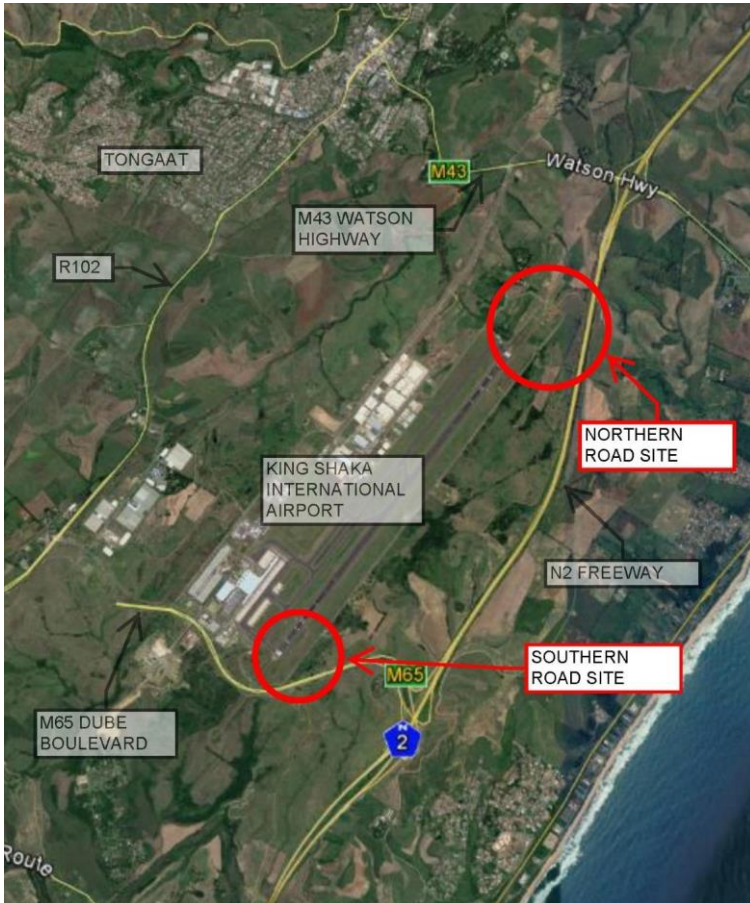 TONGAAT
M43
Watson Hwy
M43 WATSON
HIGHWAY
R102
NORTHERN
ROAD SITE
KING SHAKA
INTERNATIONAL
AIRPORT
N2 FREEWAY
SOUTHERN
ROAD SITE
M65
M65 DUBE
BOULEVARD
N
2
Route